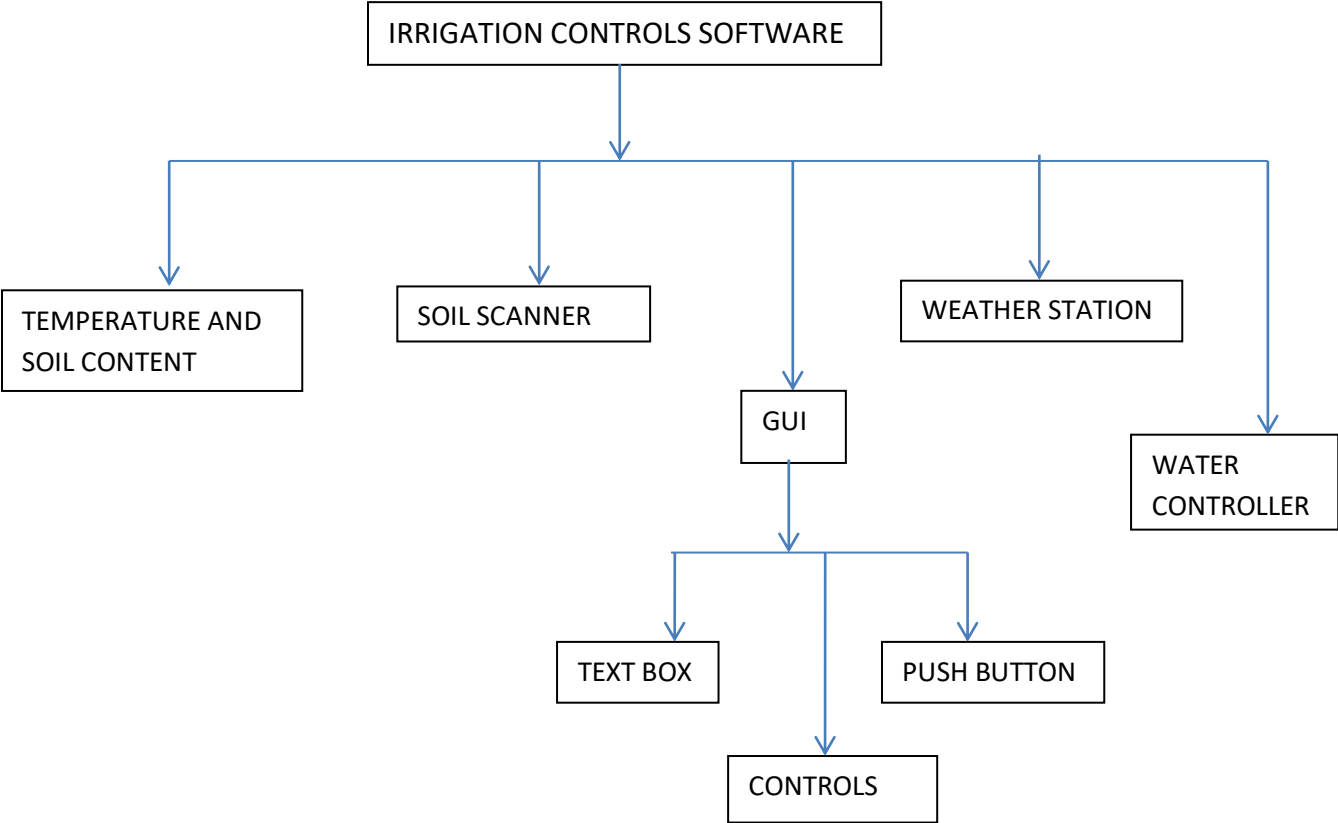 IRRIGATION CONTROLS SOFTWARE
TEMPERATURE AND
SOIL CONTENT
SOIL SCANNER
GUI
WEATHER STATION
WATER
CONTROLLER
TEXT BOX
CONTROLS
PUSH BUTTON